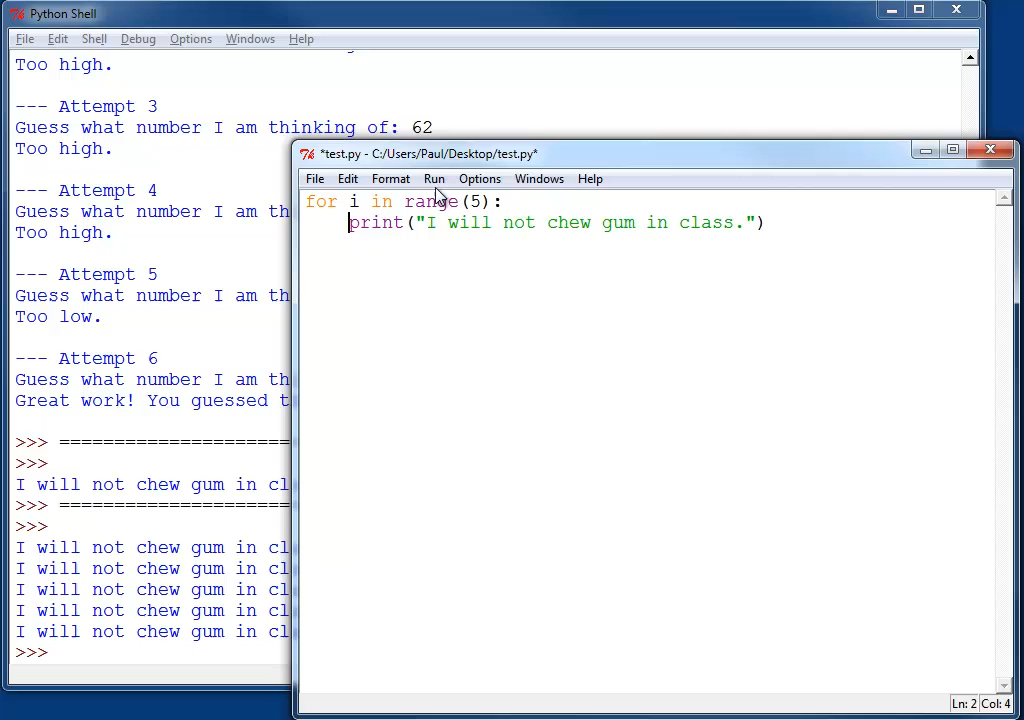 Python Shell
File Edit Shell Debug Options Windows Help
Too high.
--- Attempt 3
Guess what number I am thinking of: 62
Too high.
--- Attempt 4
Guess what number I am th
Too high.
--- Attempt 5
Guess what number I am th
Too low.
--- Attempt 6
Guess what number I am th
Great work! You guessed t
>>> ======================
>>>
I will not chew gum in cl
>>> ======================
>>>
I will not chew gum in cl
I will not chew gum in cl
I will not chew gum in cl
I will not chew gum in cl
I will not chew gum in cl
>>>
*test.py - C:/Users/Paul/Desktop/test.py*
File Edit Format Run Options Windows Help
for i in range(5):
    print("I will not chew gum in class.")
Ln: 2 Col: 4